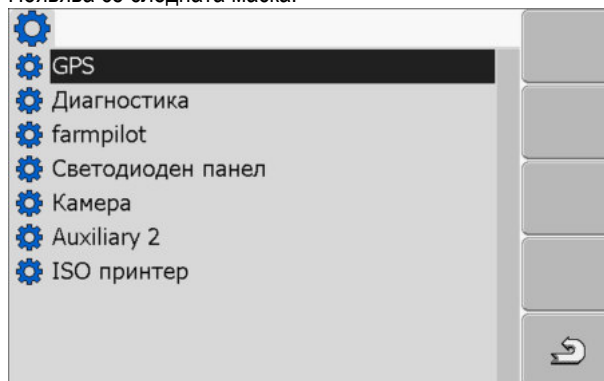 Появява се следната маска:
GPS
Диагностика
farmpilot
Светодиоден панел
Камера
Auxiliary 2
ISO принтер